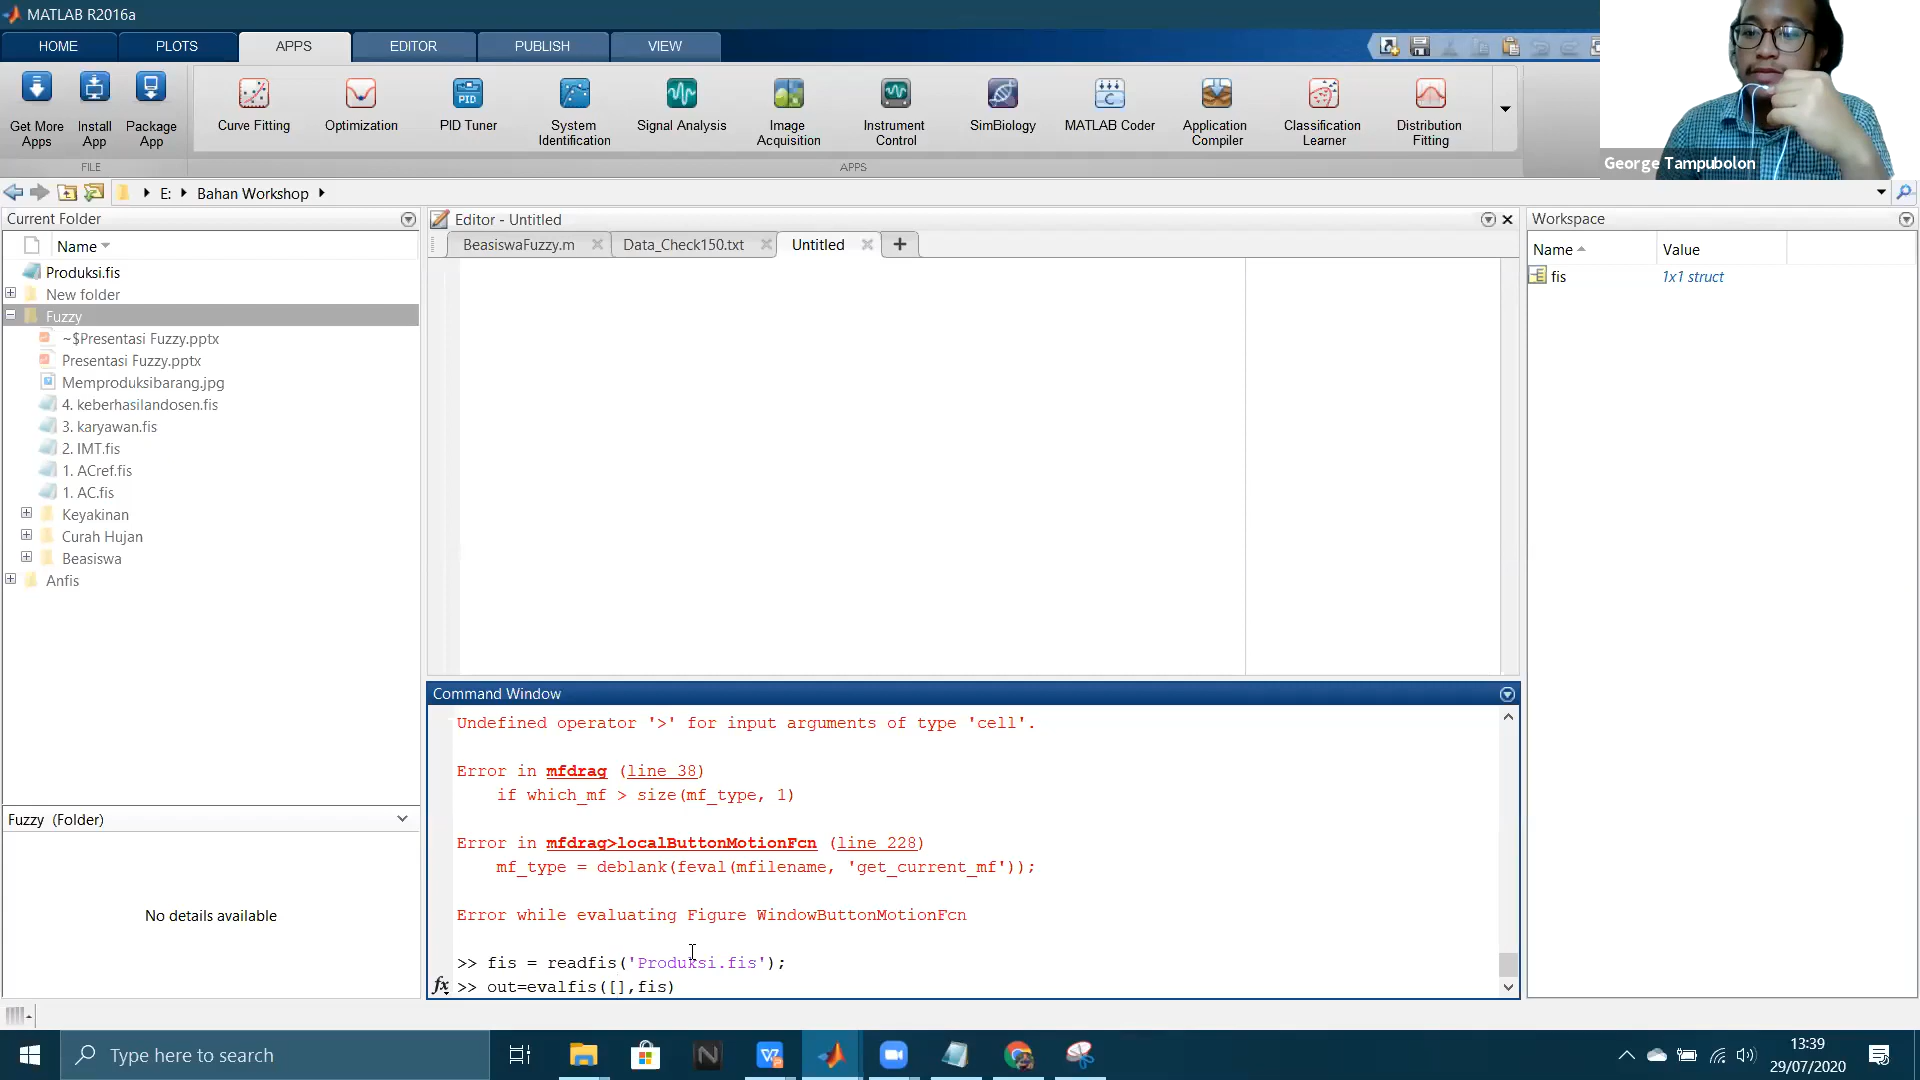 MATLAB R2016a
HOME
PLOTS
APPS
EDITOR
PUBLISH
VIEW
Get More Apps
Install App
Package App
FILE
Curve Fitting
Optimization
PID
PID Tuner
System Identification
Signal Analysis
Image Acquisition
Instrument Control
SimBiology
C
MATLAB Coder
Application Compiler
Classification Learner
Distribution Fitting
APPS
George Tampubolon
E:
Bahan Workshop
Current Folder
Name
Produksi.fis
New folder
Fuzzy
~$Presentasi Fuzzy.pptx
Presentasi Fuzzy.pptx
Memproduksibarang.jpg
4. keberhasilandosen.fis
3. karyawan.fis
2. IMT.fis
1. ACref.fis
1. AC.fis
Keyakinan
Curah Hujan
Beasiswa
Anfis
Fuzzy (Folder)
No details available
Editor - Untitled
BeasiswaFuzzy.m
Data_Check150.txt
Untitled
Command Window
Undefined operator '>' for input arguments of type 'cell'.
Error in mfdrag (line 38)
if which_mf > size(mf_type, 1)
Error in mfdrag>localButtonMotionFcn (line 228)
mf_type = deblank(feval(mfilename, 'get_current_mf'));
Error while evaluating Figure WindowButtonMotionFcn
>> fis = readfis('Produksi.fis');
fx >> out=evalfis([],fis)
Workspace
Name
Value
fis
1x1 struct
Type here to search
N
13:39
29/07/2020